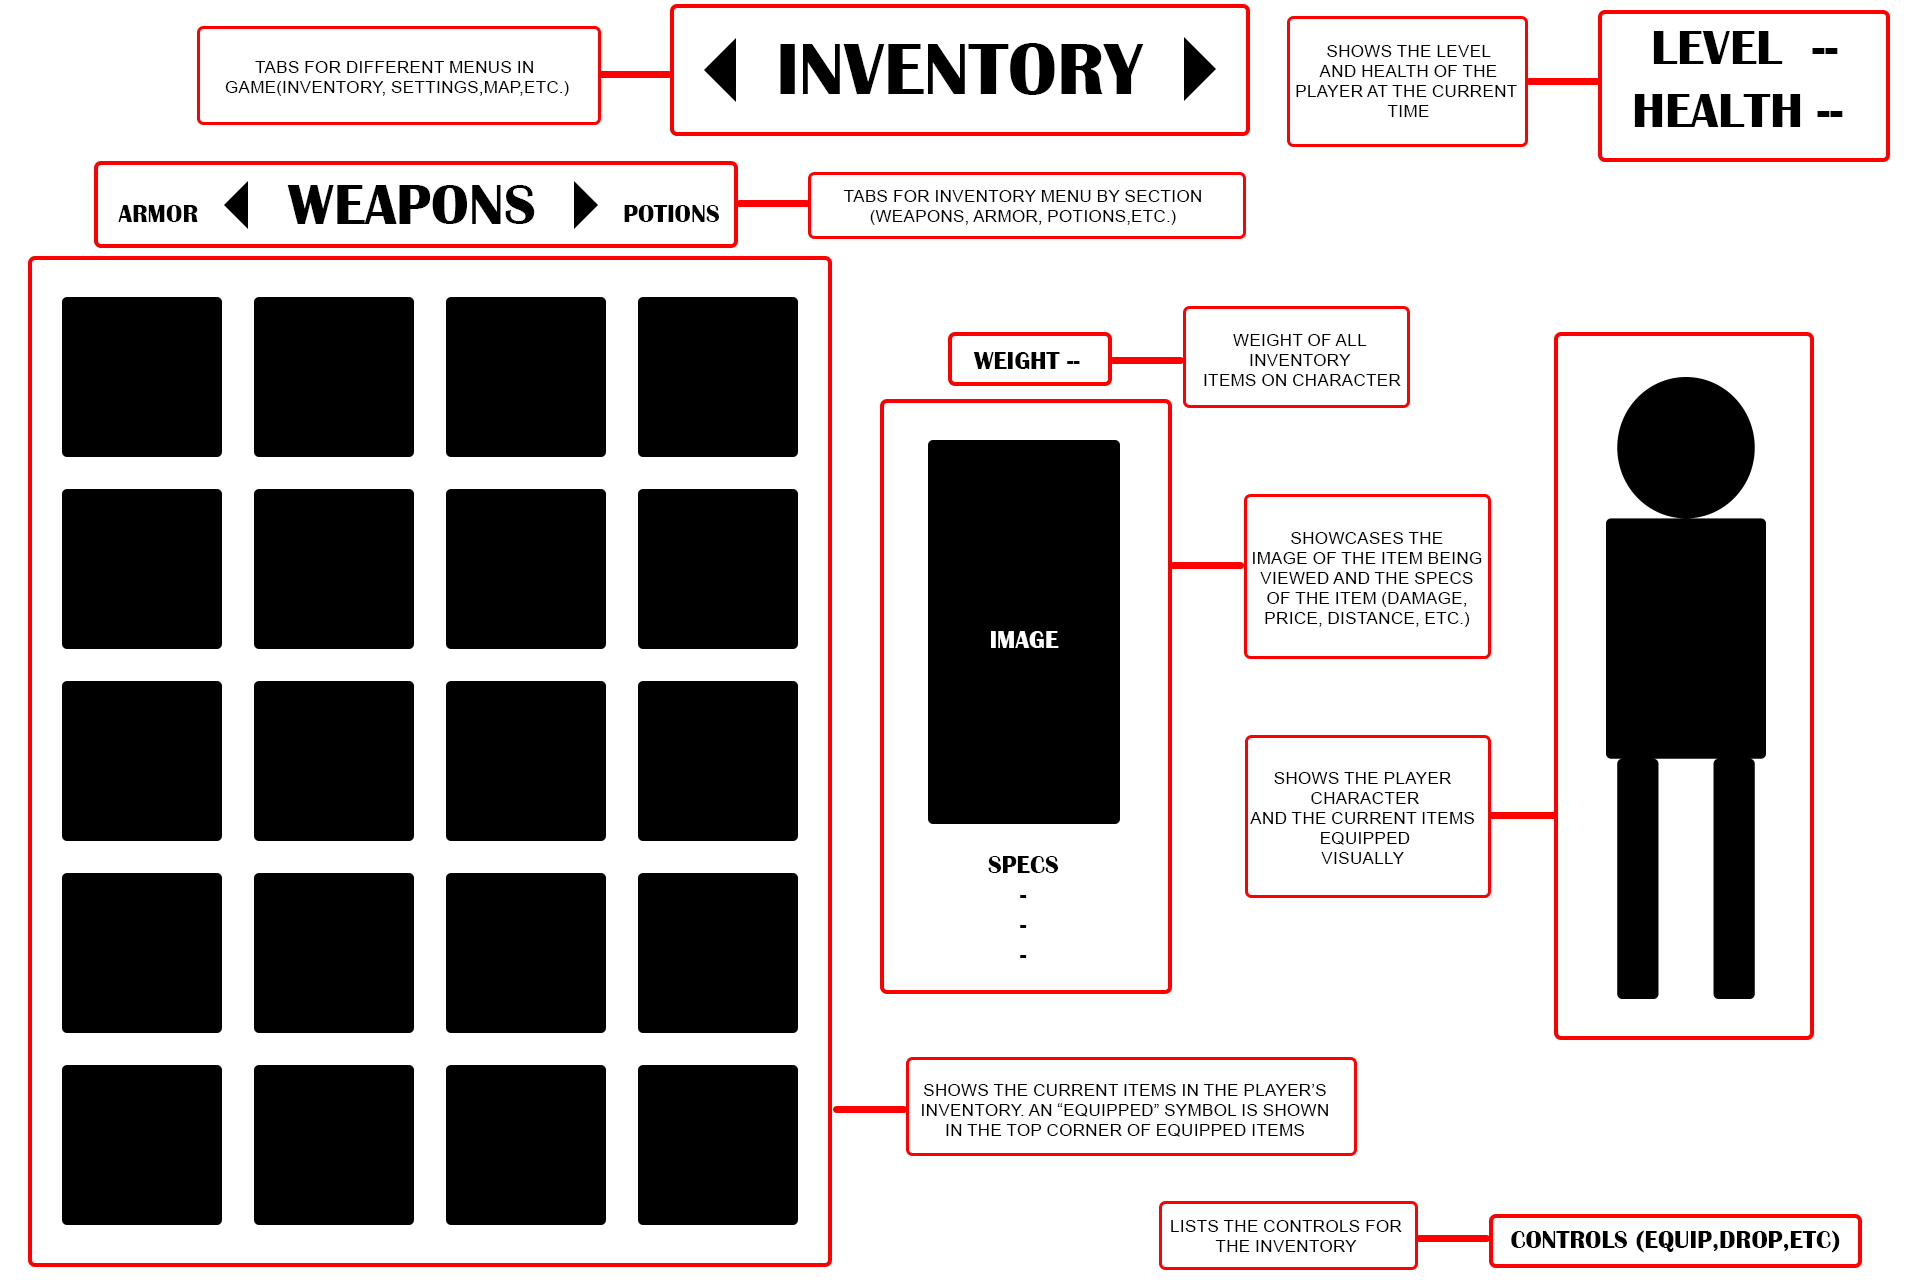 TABS FOR DIFFERENT MENUS IN
GAME(INVENTORY, SETTINGS,MAP,ETC.)
INVENTORY
SHOWS THE LEVEL
AND HEALTH OF THE
PLAYER AT THE CURRENT
TIME
LEVEL --
HEALTH --
ARMOR
WEAPONS
POTIONS
TABS FOR INVENTORY MENU BY SECTION
(WEAPONS, ARMOR, POTIONS,ETC.)
WEIGHT --
WEIGHT OF ALL
INVENTORY
ITEMS ON CHARACTER
IMAGE
SPECS
-
-
-
SHOWCASES THE
IMAGE OF THE ITEM BEING
VIEWED AND THE SPECS
OF THE ITEM (DAMAGE,
PRICE, DISTANCE, ETC.)
SHOWS THE PLAYER
CHARACTER
AND THE CURRENT ITEMS
EQUIPPED
VISUALLY
SHOWS THE CURRENT ITEMS IN THE PLAYER’S
INVENTORY. AN “EQUIPPED” SYMBOL IS SHOWN
IN THE TOP CORNER OF EQUIPPED ITEMS
LISTS THE CONTROLS FOR
THE INVENTORY
CONTROLS (EQUIP,DROP,ETC)